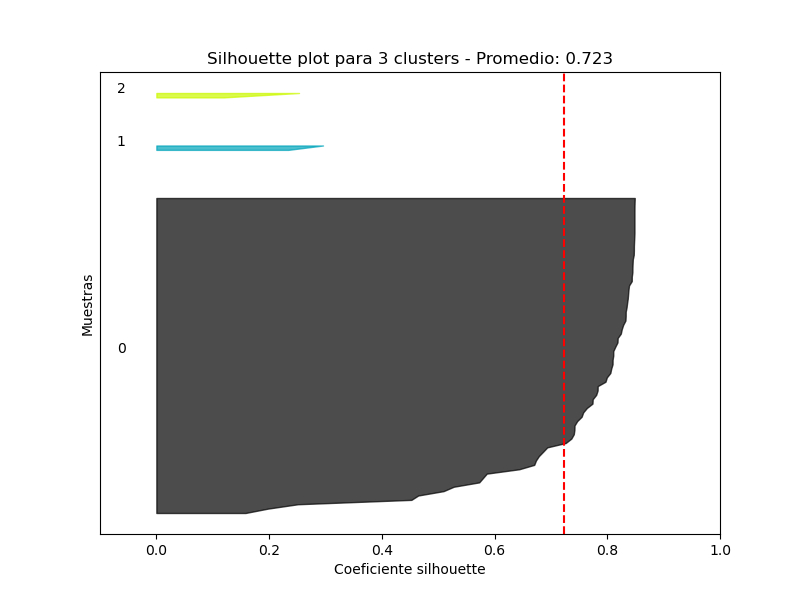 Silhouette plot para 3 clusters - Promedio: 0.723
2
1
0
Muestras
0.0 0.2 0.4 0.6 0.8 1.0
Coeficiente silhouette